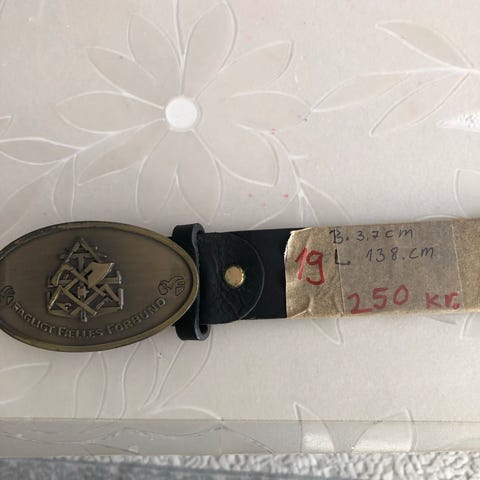 FAGLIGT FÆLLES FORBUND
19
B. 3,7 cm
L. 138.cm
250 kr.